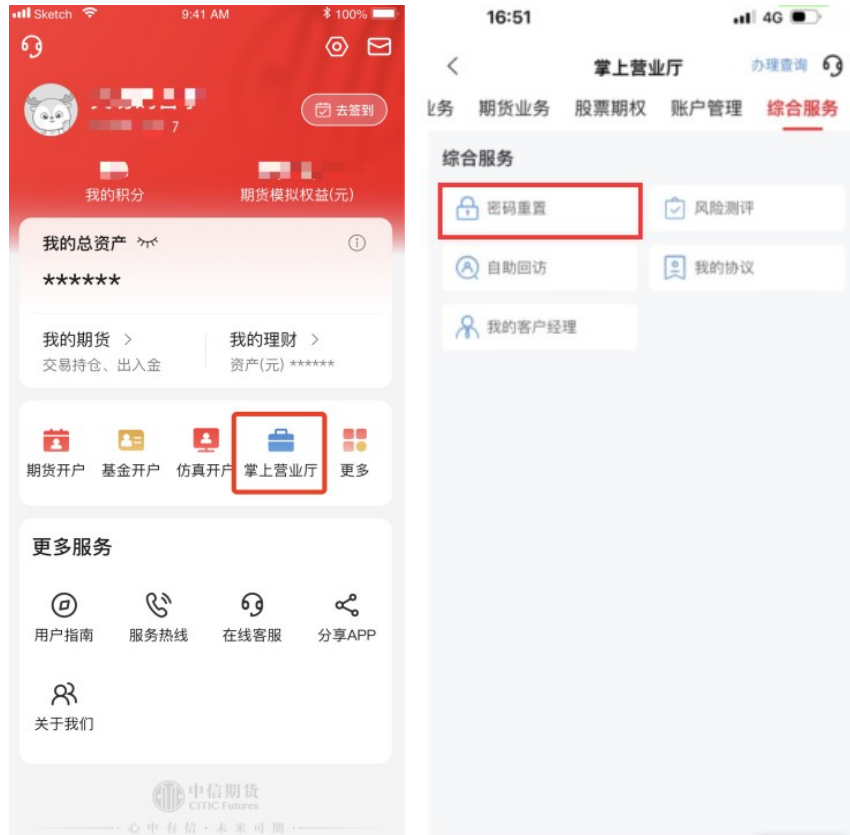 Sketch 9:41 AM 100%
去签到
7
我的积分 期货模拟权益(元)
我的总资产
******
我的期货 我的理财
交易持仓、出入金 资产(元) ******
期货开户 基金开户 仿真开户 掌上营业厅 更多
更多服务
用户指南 服务热线 在线客服 分享APP
关于我们
中信期货
CITIC Futures
心中有信·未来可期
16:51 4G
掌上营业厅 办理查询
业务 期货业务 股票期权 账户管理 综合服务
综合服务
密码重置 风险测评
自助回访 我的协议
我的客户经理